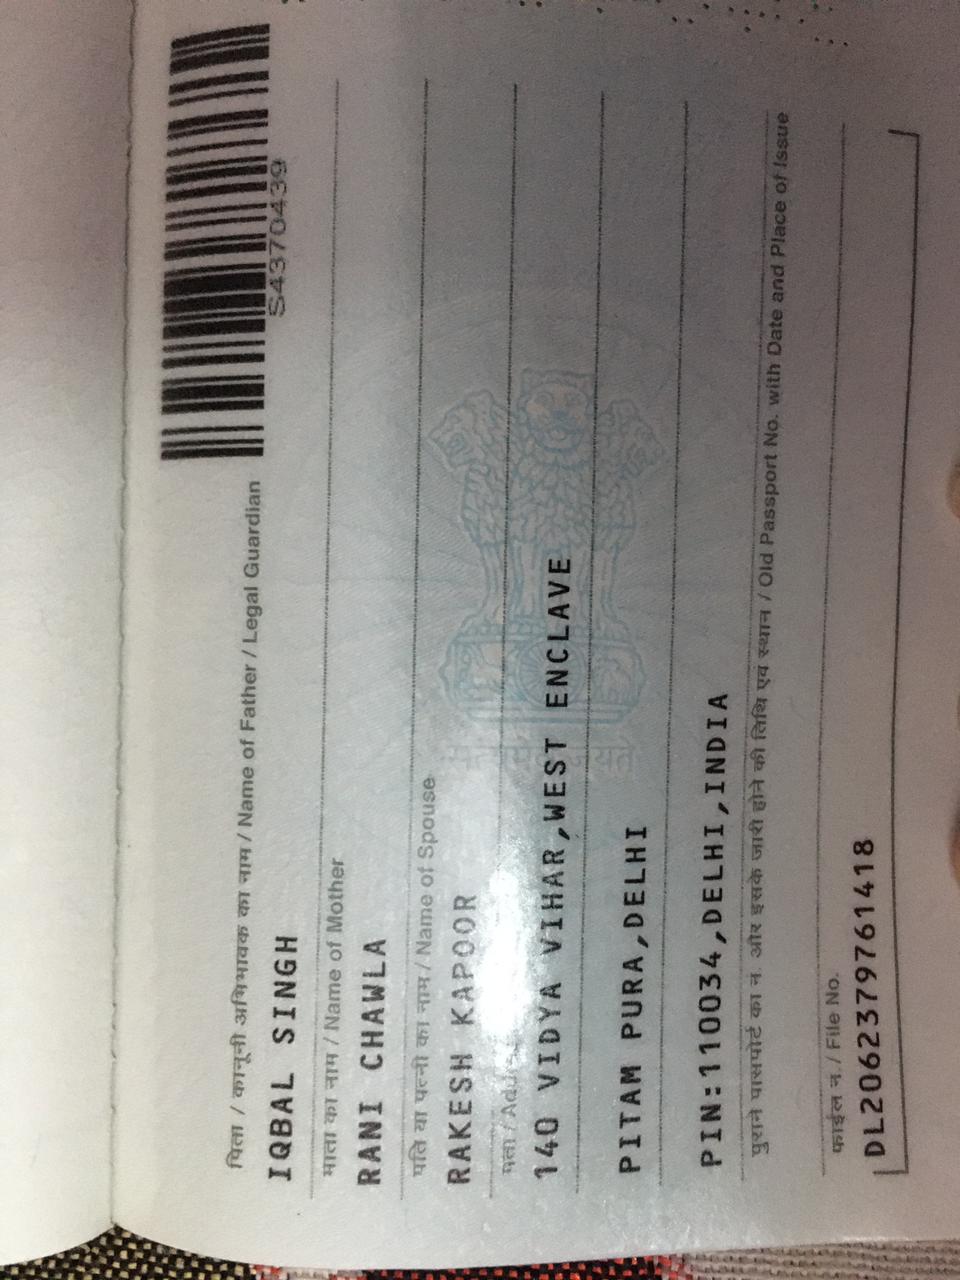 S4370439
पिता / कानूनी अभिभावक का नाम / Name of Father / Legal Guardian
IQBAL SINGH
माता का नाम / Name of Mother
RANI CHAWLA
पति या पत्नी का नाम / Name of Spouse
RAKESH KAPOOR
पता /
140 VIDYA VIHAR,WEST ENCLAVE
सत्यमेव जयते
PITAM PURA,DELHI
PIN:110034,DELHI,INDIA
पुराने पासपोर्ट का न. और इसके जारी होने की तिथि एवं स्थान / Old Passport No. with Date and Place of Issue
फाईल न. / File No.
DL2062379761418